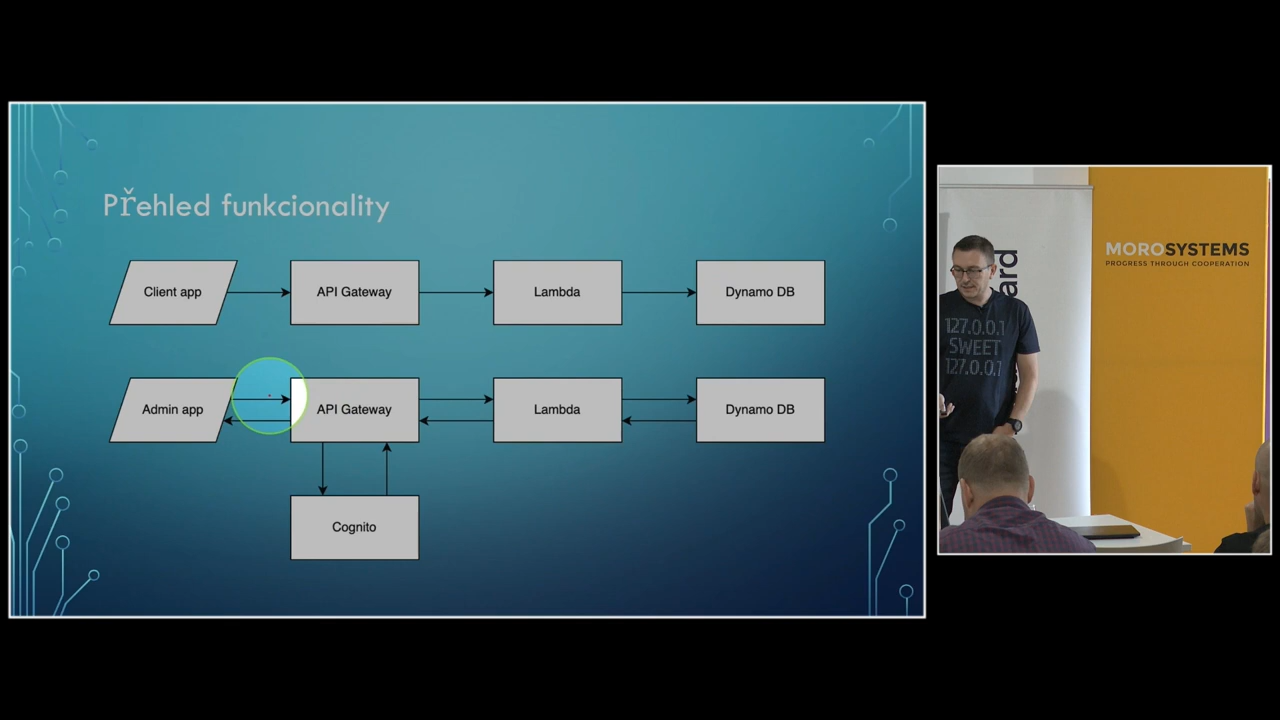 Přehled funkcionality
Client app
API Gateway
Lambda
Dynamo DB
Admin app
API Gateway
Lambda
Dynamo DB
Cognito
MOROSYSTEMS
PROGRESS THROUGH COOPERATION
127.0.0.1
SWEET
127.0.0.1